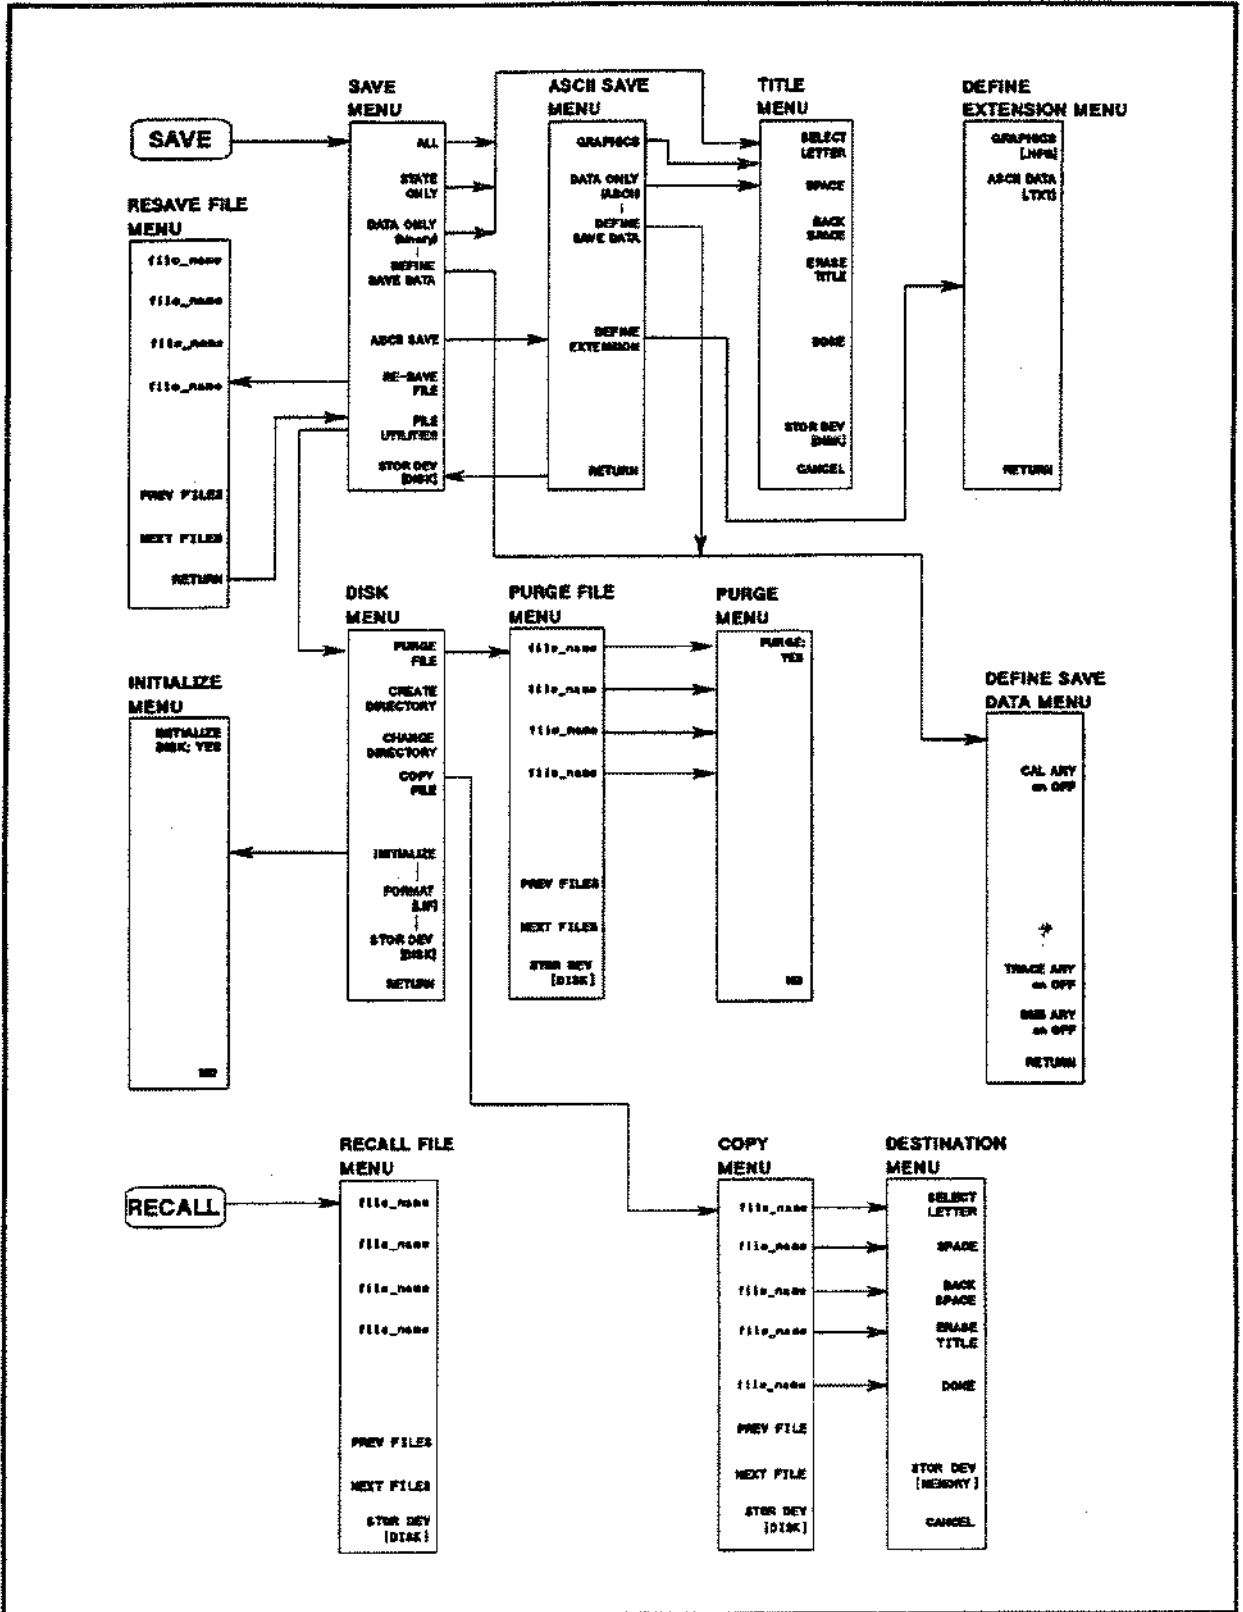 SAVE
SAVE
MENU
ALL
STATE
ONLY
DATA ONLY
(binary)
DEFINE
SAVE DATA
ASCII SAVE
RE-SAVE
FILE
FILE
UTILITIES
STOR DEV
[DISK]
ASCII SAVE
MENU
GRAPHICS
DATA ONLY
(ASCII)
DEFINE
SAVE DATA
DEFINE
EXTENSION
RETURN
TITLE
MENU
SELECT
LETTER
SPACE
BACK
SPACE
ERASE
TITLE
DONE
STOR DEV
[DISK]
CANCEL
DEFINE
EXTENSION MENU
GRAPHICS
ASCII DATA
[.TXT]
RETURN
RESAVE FILE
MENU
file_name
file_name
file_name
file_name
PREV FILES
NEXT FILES
RETURN
DISK
MENU
PURGE
FILE
CREATE
DIRECTORY
CHANGE
DIRECTORY
COPY
FILE
INITIALIZE
FORMAT
[LIF]
STOR DEV
[DISK]
RETURN
PURGE FILE
MENU
file_name
file_name
file_name
file_name
PREV FILES
NEXT FILES
STOR DEV
[DISK]
PURGE
MENU
PURGE:
YES
NO
INITIALIZE
MENU
INITIALIZE
DISK: YES
NO
DEFINE SAVE
DATA MENU
CAL ARY
on OFF
TRACE ARY
on OFF
ARY
on OFF
RETURN
RECALL
RECALL FILE
MENU
file_name
file_name
file_name
file_name
PREV FILES
NEXT FILES
STOR DEV
[DISK]
COPY
MENU
file_name
file_name
file_name
file_name
file_name
PREV FILE
NEXT FILE
STOR DEV
[DISK]
DESTINATION
MENU
SELECT
LETTER
SPACE
BACK
SPACE
ERASE
TITLE
DONE
STOR DEV
[MEMORY]
CANCEL